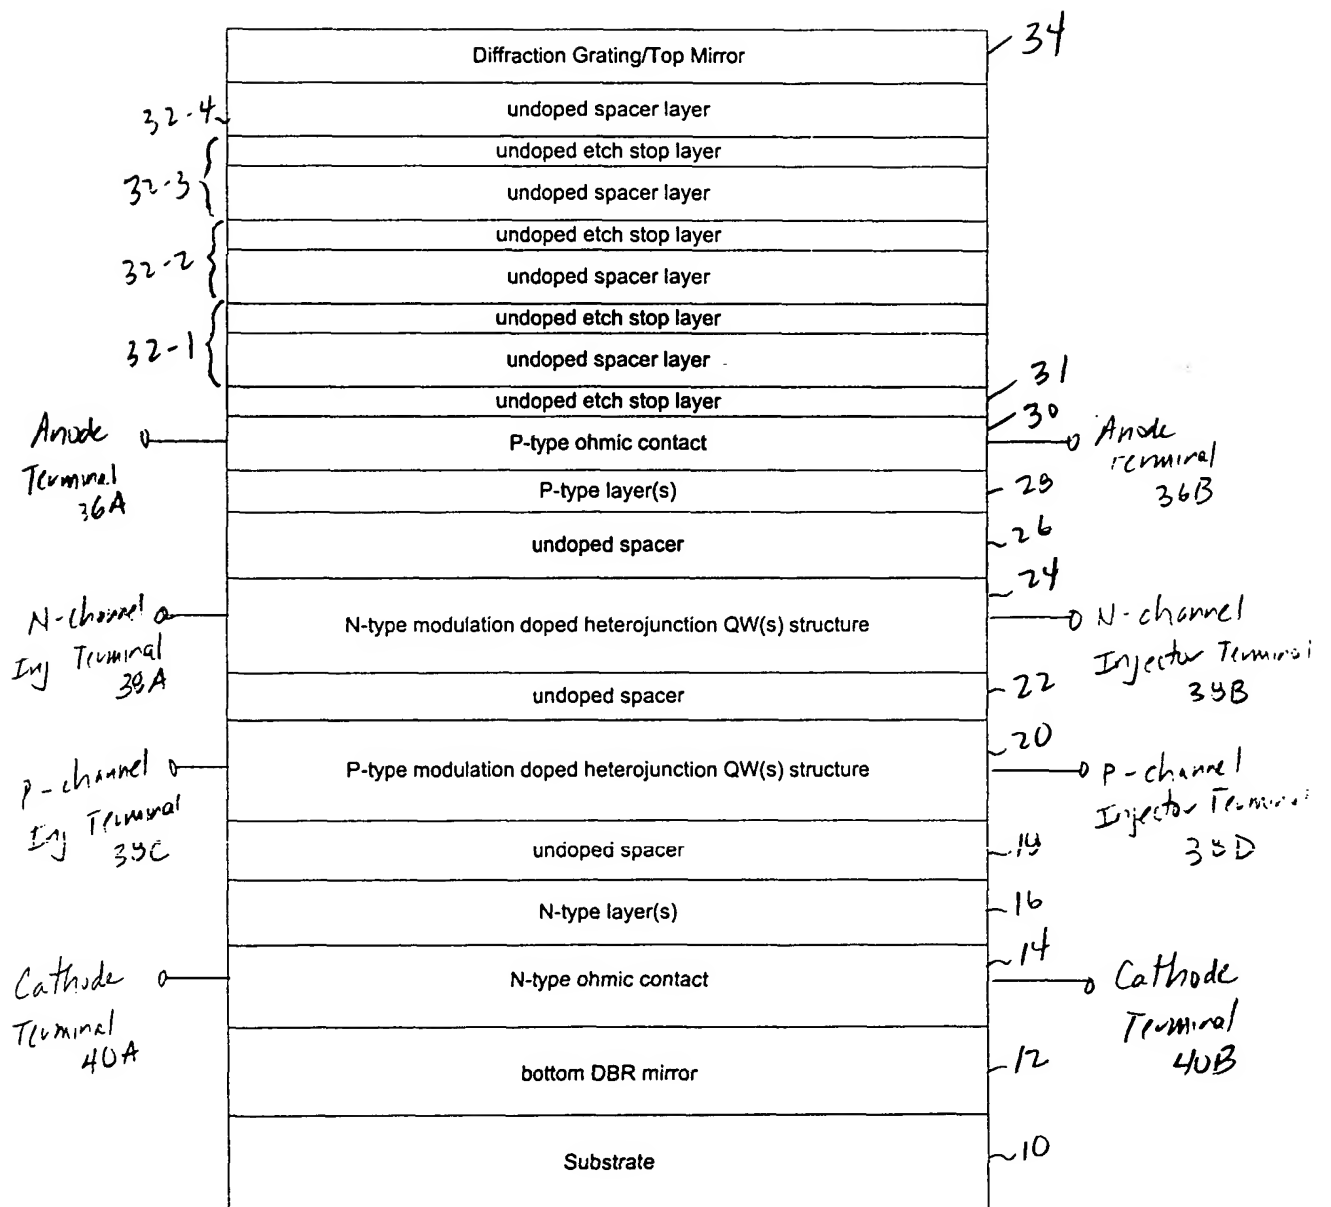 34
Diffraction Grating/Top Mirror
32-4
undoped spacer layer
undoped etch stop layer
32-3
undoped spacer layer
undoped etch stop layer
32-2
undoped spacer layer
undoped etch stop layer
32-1
undoped spacer layer
31
undoped etch stop layer
30
Anode
Terminal
36A
P-type ohmic contact
Anode
Terminal
36B
P-type layer(s)
28
undoped spacer
26
24
N-channel
Inj Terminal
38A
N-type modulation doped heterojunction QW(s) structure
N-channel
Injector Terminal
38B
undoped spacer
22
20
P-channel
Inj Terminal
38C
P-type modulation doped heterojunction QW(s) structure
P-channel
Injector Terminal
38D
undoped spacer
18
N-type layer(s)
16
14
Cathode
Terminal
40A
N-type ohmic contact
Cathode
Terminal
40B
bottom DBR mirror
12
Substrate
10